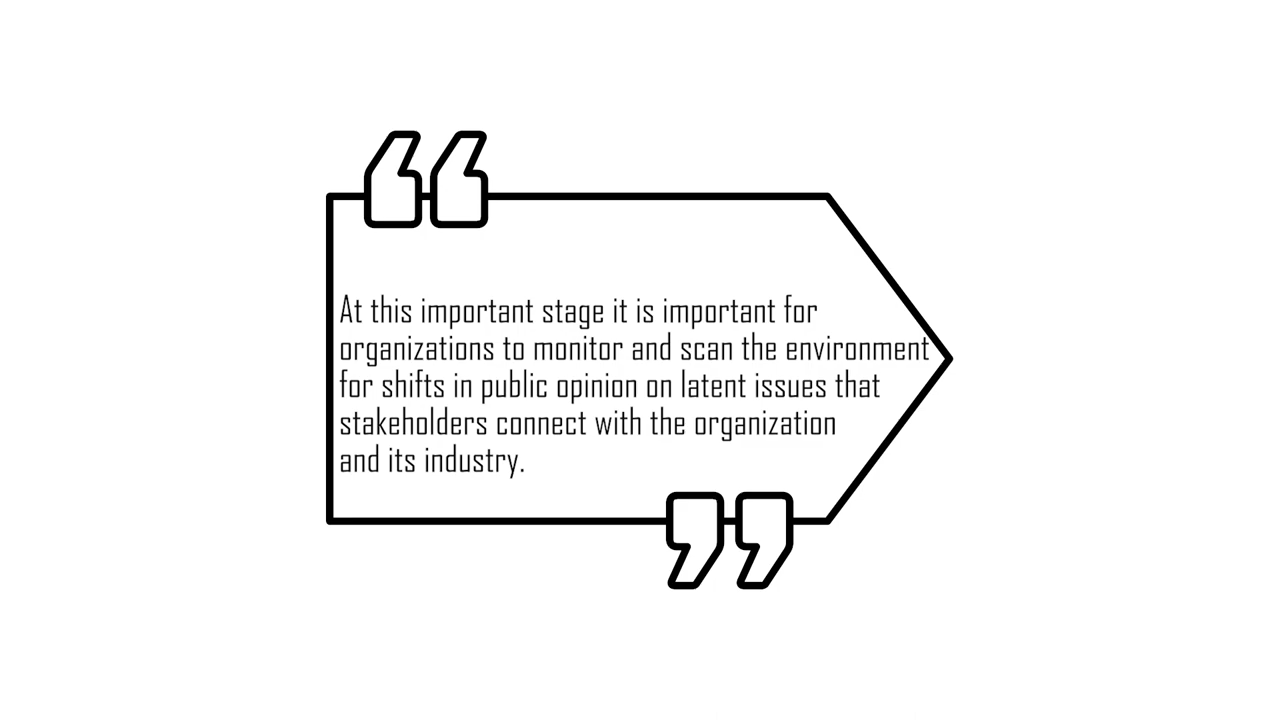 At this important stage it is important for
organizations to monitor and scan the environment
for shifts in public opinion on latent issues that
stakeholders connect with the organization
and its industry.